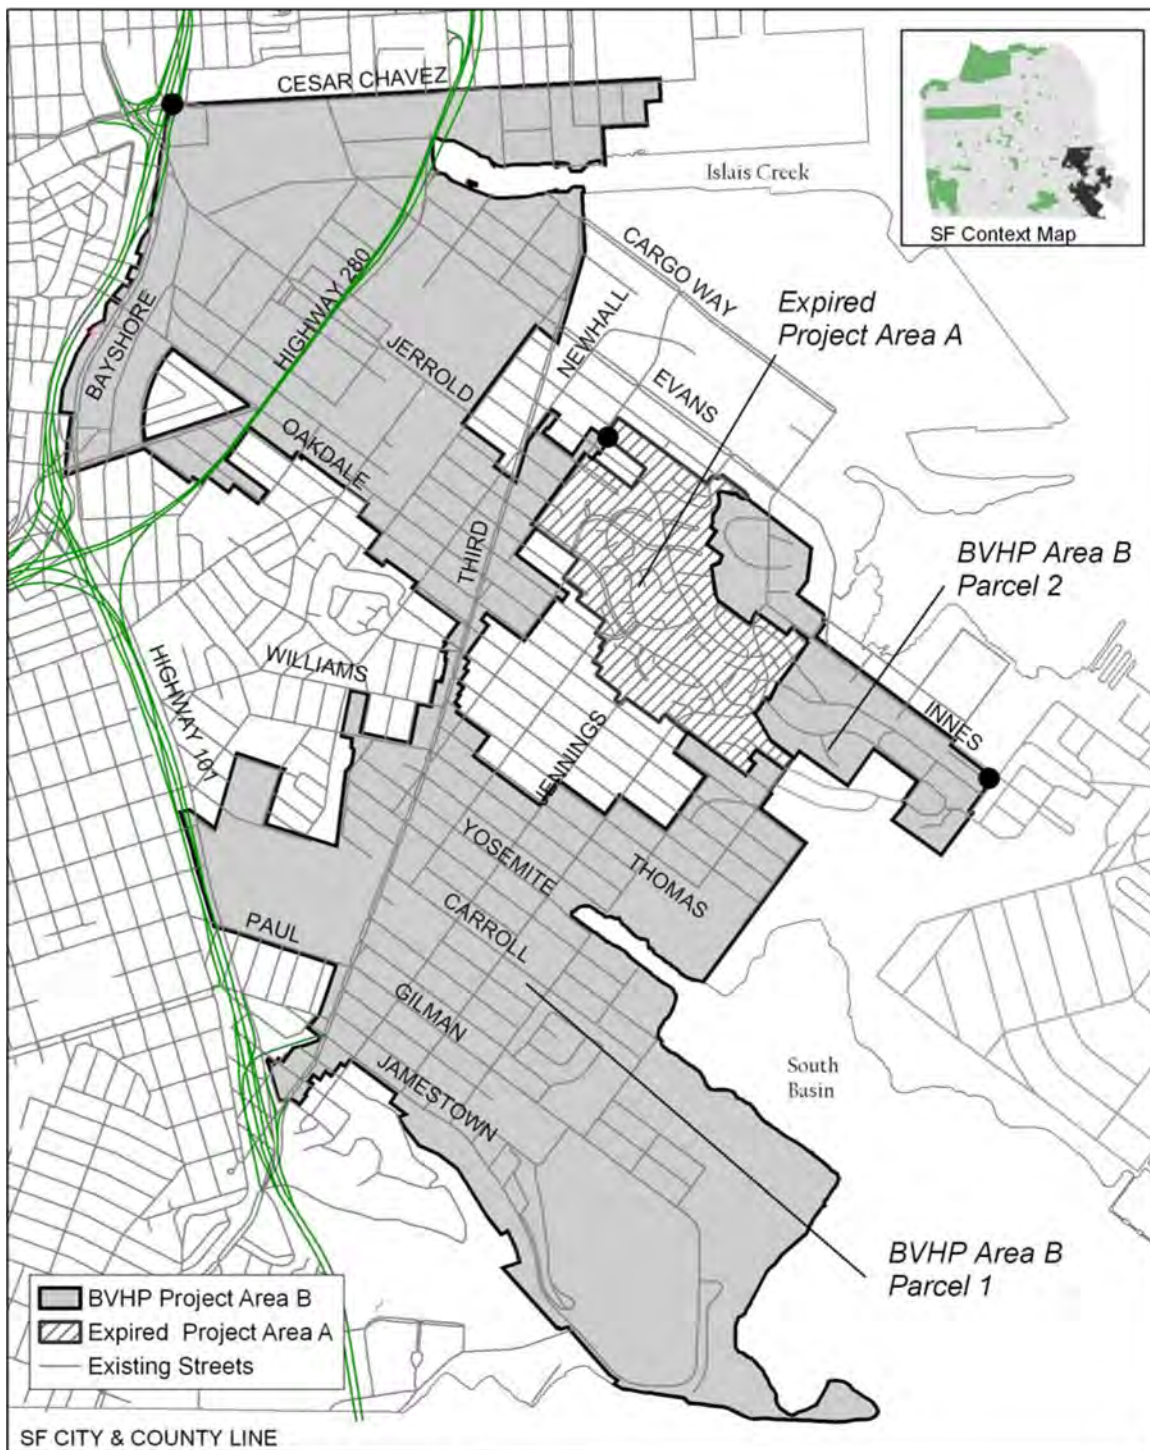 CESAR CHAVEZ
Islais Creek
SF Context Map
CARGO WAY
Expired
Project Area A
HIGHWAY 280
NEWHALL
BAYSHORE
JERROLD
EVANS
OAKDALE
THIRD
BVHP Area B
Parcel 2
WILLIAMS
HIGHWAY 101
INNES
JENNINGS
YOSEMITE
THOMAS
CARROLL
PAUL
GILMAN
JAMESTOWN
South
Basin
BVHP Area B
Parcel 1
BVHP Project Area B
Expired Project Area A
Existing Streets
SF CITY & COUNTY LINE